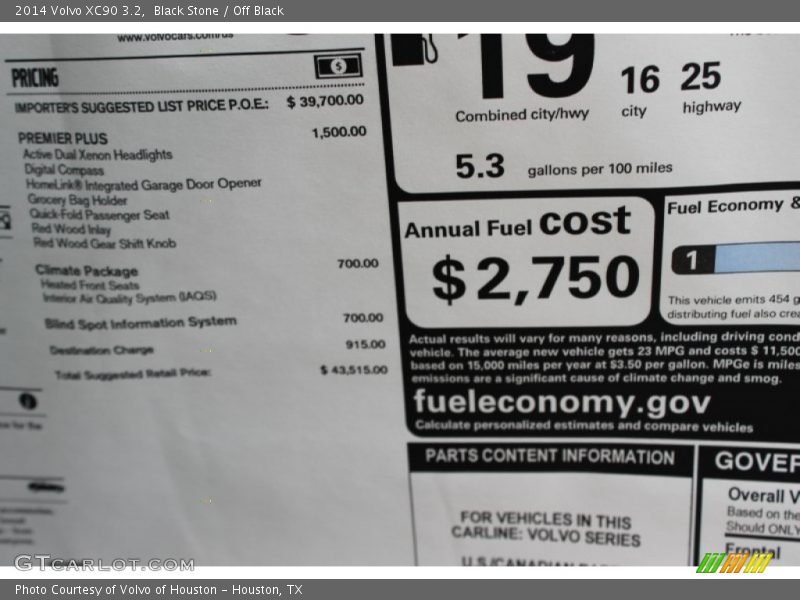 2014 Volvo XC90 3.2, Black Stone / Off Black
www.volvocars.com/us
PRICING
IMPORTER'S SUGGESTED LIST PRICE P.O.E.: $ 39,700.00
PREMIER PLUS 1,500.00
Active Dual Xenon Headlights
Digital Compass
HomeLink® Integrated Garage Door Opener
Grocery Bag Holder
Quick-Fold Passenger Seat
Red Wood Inlay
Red Wood Gear Shift Knob
Climate Package 700.00
Heated Front Seats
Interior Air Quality System (IAQS)
Blind Spot Information System 700.00
Destination Charge 915.00
Total Suggested Retail Price: $ 43,515.00
19
Combined city/hwy
16
city
25
highway
5.3 gallons per 100 miles
Annual Fuel cost
$2,750
Fuel Economy &
1
This vehicle emits 454 g
distributing fuel also crea
Actual results will vary for many reasons, including driving cond
vehicle. The average new vehicle gets 23 MPG and costs $ 11,500
based on 15,000 miles per year at $3.50 per gallon. MPGe is miles
emissions are a significant cause of climate change and smog.
fueleconomy.gov
Calculate personalized estimates and compare vehicles
PARTS CONTENT INFORMATION
FOR VEHICLES IN THIS
CARLINE: VOLVO SERIES
U.S./CANADIAN
GOVER
Overall V
Based on the
Should ONLY
Frontal
GTcarlot.com
Photo Courtesy of Volvo of Houston – Houston, TX